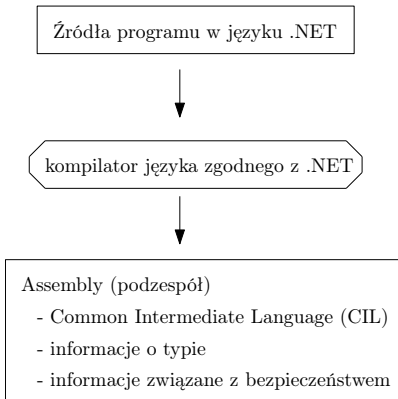 Źródła programu w języku .NET
kompilator języka zgodnego z .NET
Assembly (podzespół)
- Common Intermediate Language (CIL)
- informacje o typie
- informacje związane z bezpieczeństwem